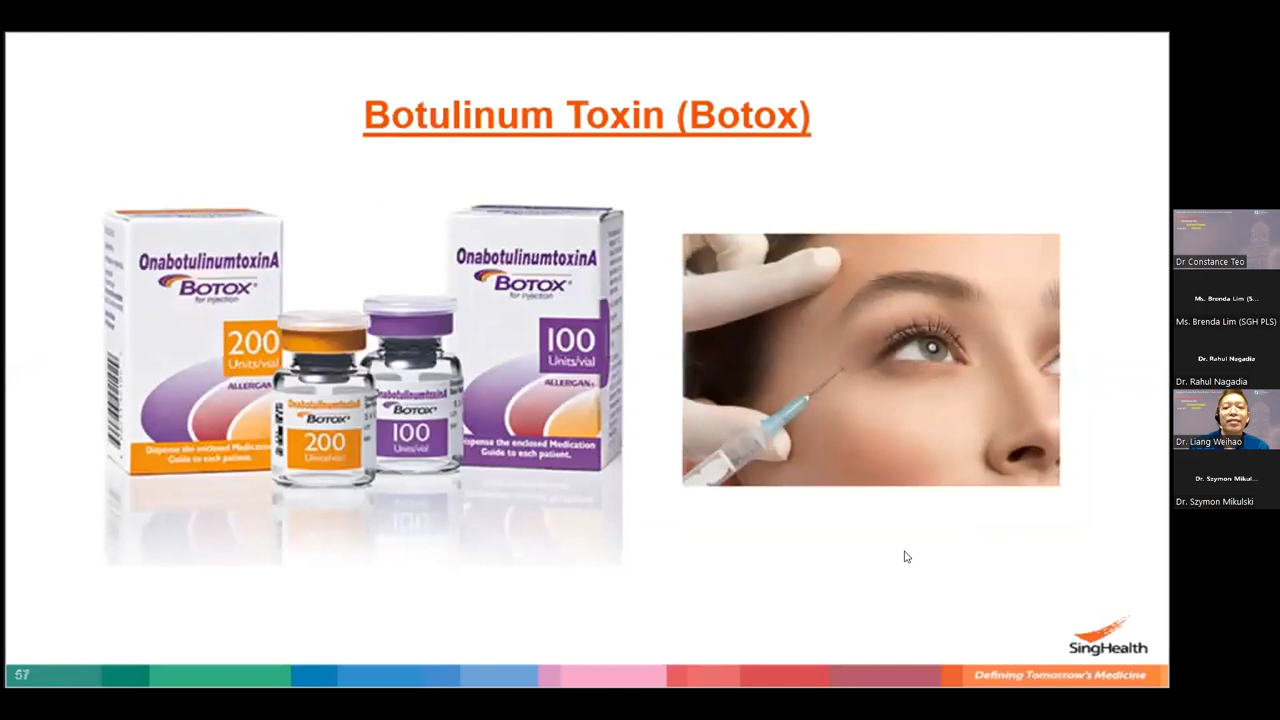 Botulinum Toxin (Botox)
OnabotulinumtoxinA
BOTOX®
for injection
200
Units/vial
ALLERGAN
Dispense the enclosed Medication
Guide to each patient.
OnabotulinumtoxinA
BOTOX®
200
Units/vial
OnabotulinumtoxinA
BOTOX®
100
Units/vial
OnabotulinumtoxinA
BOTOX®
for injection
100
Units/vial
ALLERGAN
Dispense the enclosed Medication
Guide to each patient.
SingHealth
57
Defining Tomorrow's Medicine
Dr Constance Teo
Ms. Brenda Lim (S...
Ms. Brenda Lim (SGH PLS)
Dr. Rahul Nagadia
Dr. Rahul Nagadia
Dr. Liang Weihao
Dr. Szymon Mikul...
Dr. Szymon Mikulski